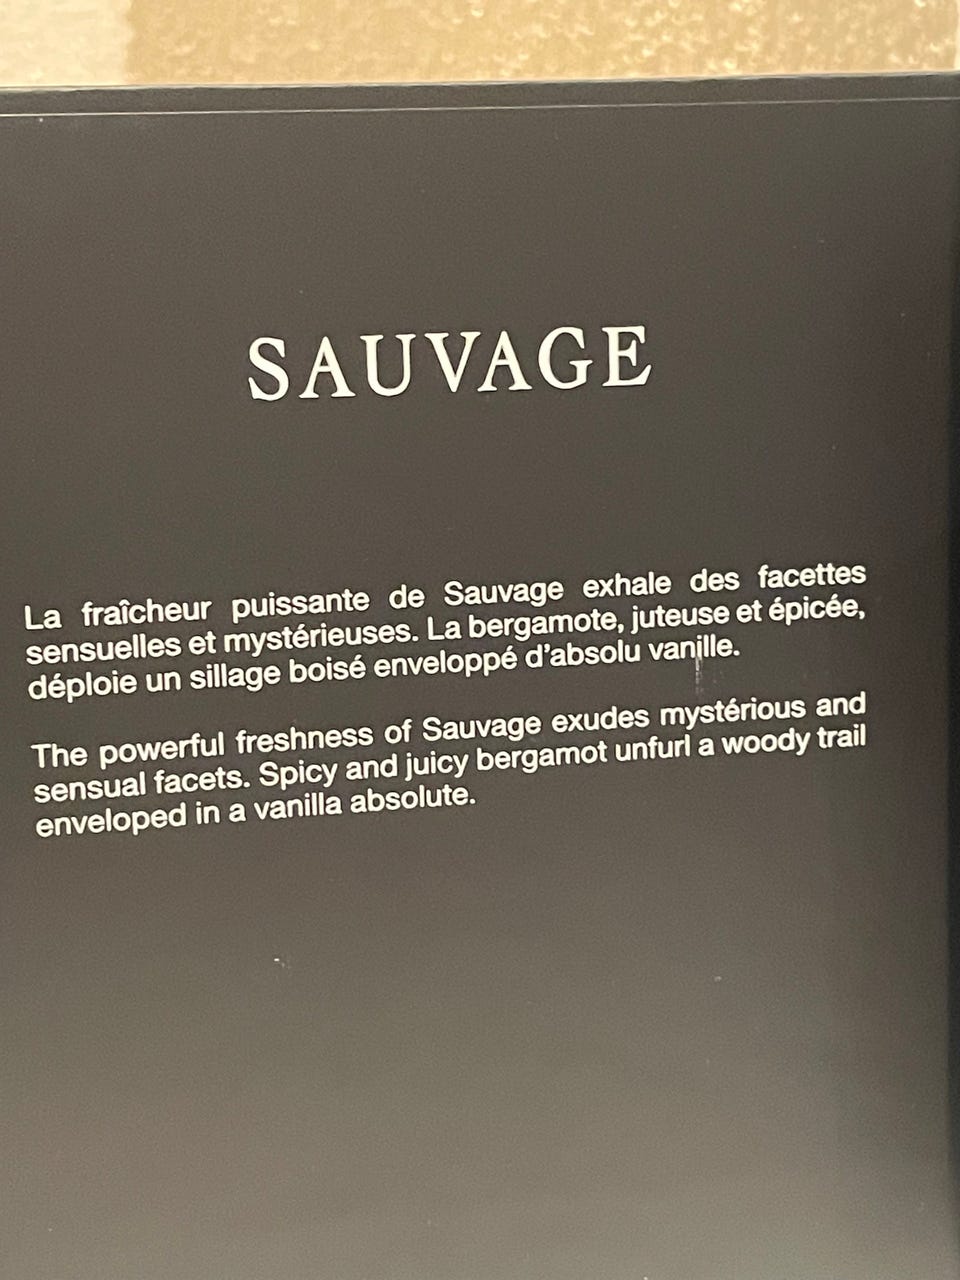 SAUVAGE
La fraîcheur puissante de Sauvage exhale des facettes
sensuelles et mystérieuses. La bergamote, juteuse et épicée,
déploie un sillage boisé enveloppé d'absolu vanille.
The powerful freshness of Sauvage exudes mystérious and
sensual facets. Spicy and juicy bergamot unfurl a woody trail
enveloped in a vanilla absolute.